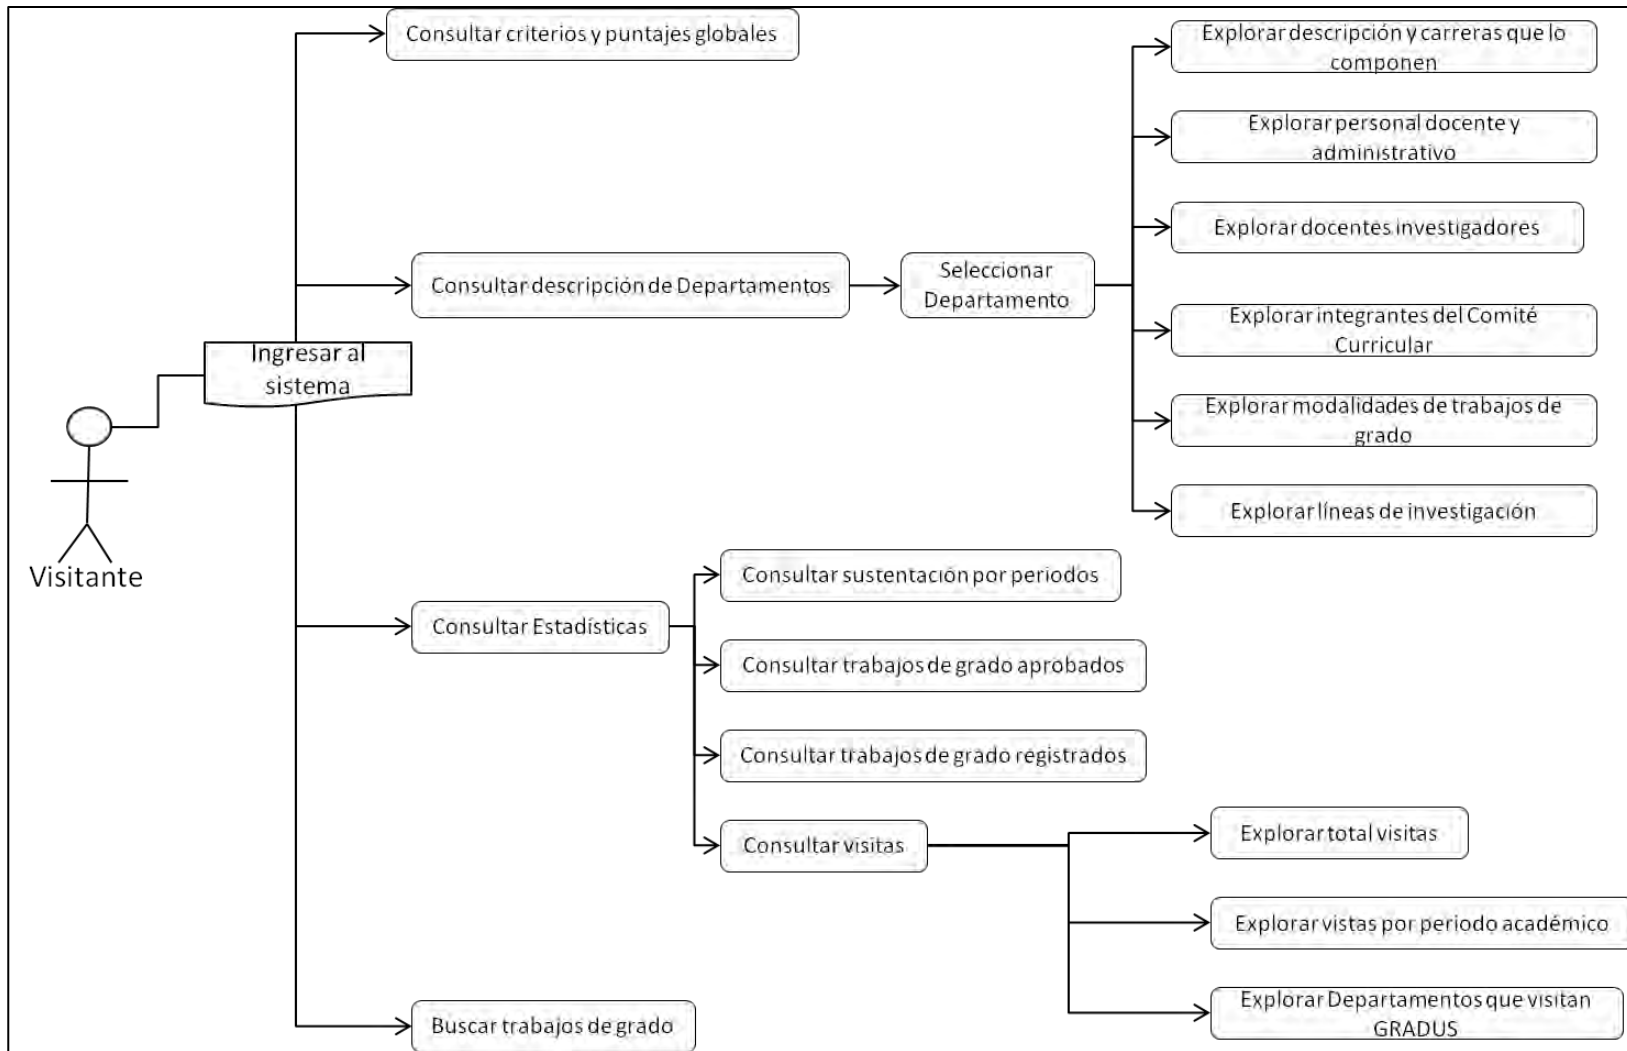 Consultar criterios y puntajes globales
Explorar descripción y carreras que lo
componen
Explorar personal docente y
administrativo
Explorar docentes investigadores
Consultar descripción de Departamentos
Seleccionar
Departamento
Explorar integrantes del Comité
Curricular
Explorar modalidades de trabajos de
grado
Explorar líneas de investigación
Ingresar al
sistema
Visitante
Consultar Estadísticas
Consultar sustentación por periodos
Consultar trabajos de grado aprobados
Consultar trabajos de grado registrados
Consultar visitas
Explorar total visitas
Explorar vistas por periodo académico
Explorar Departamentos que visitan
GRADUS
Buscar trabajos de grado